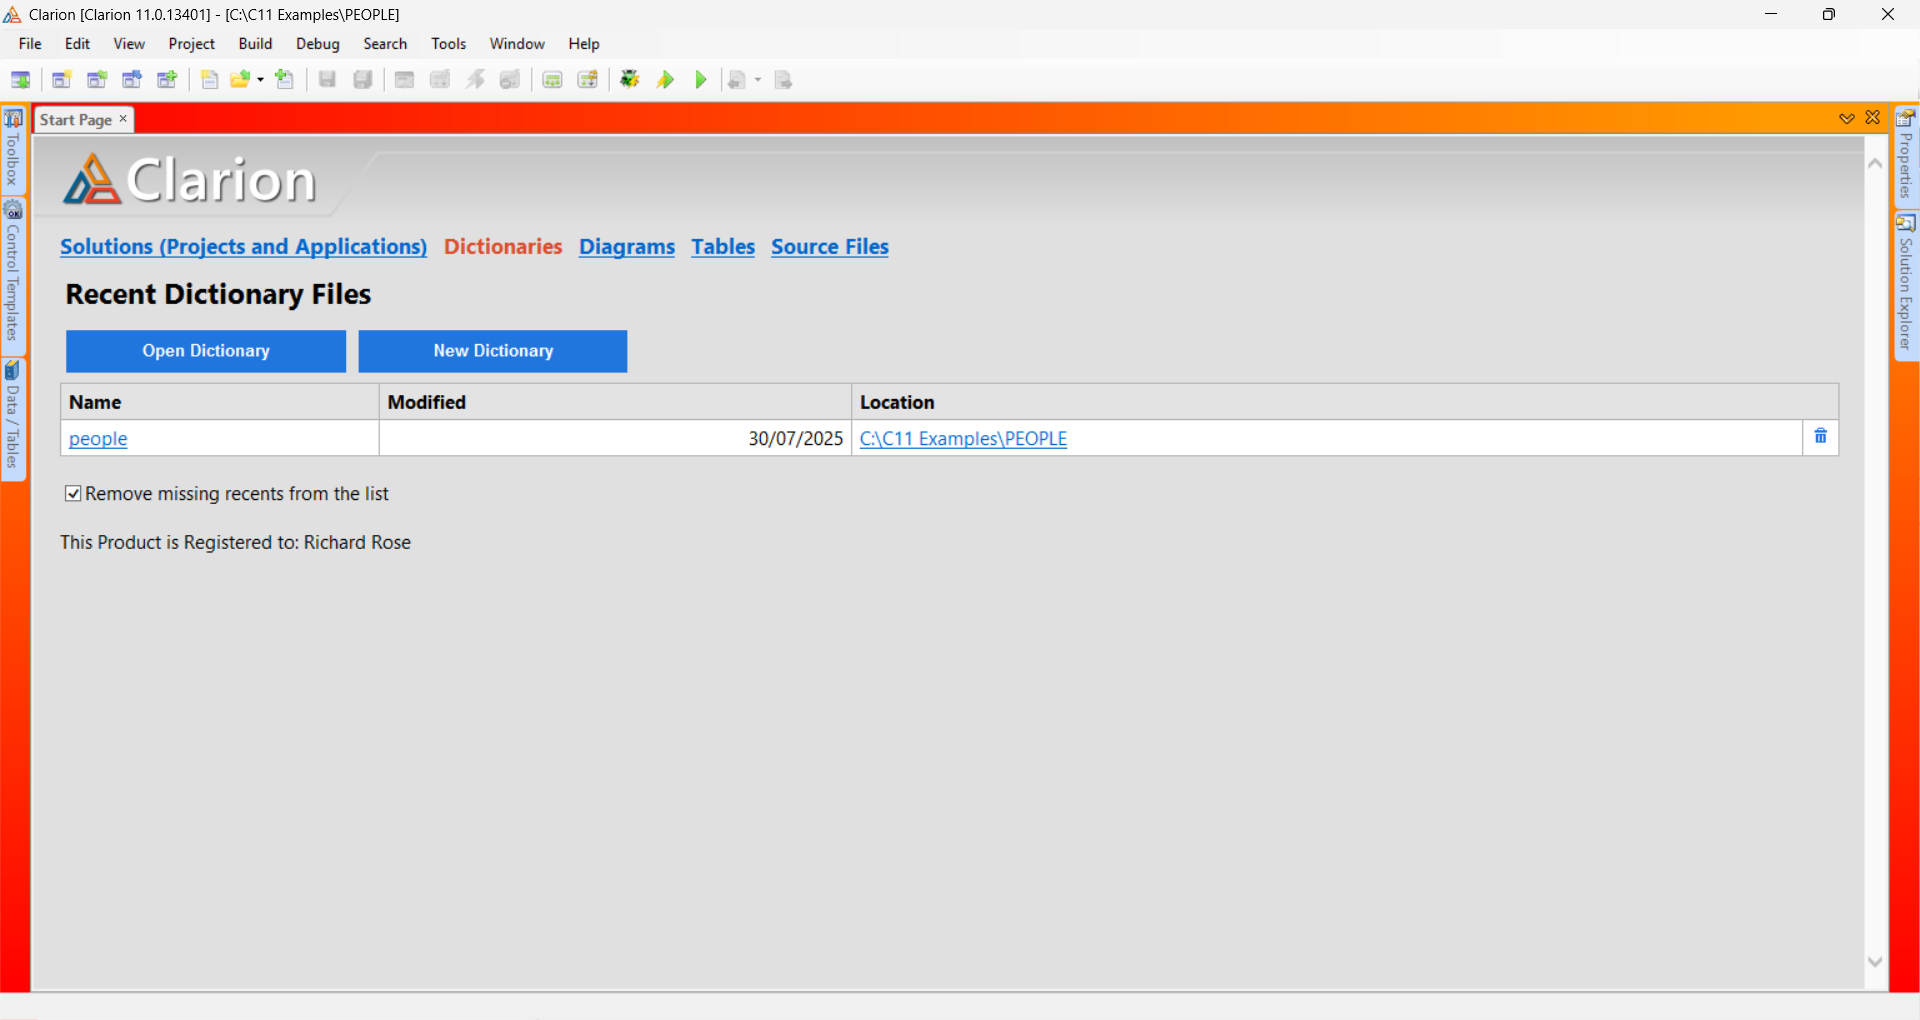 Clarion [Clarion 11.0.13401] - [C:\C11 Examples\PEOPLE]
File Edit View Project Build Debug Search Tools Window Help
Start Page
Toolbox
Control Templates
Data / Tables
Properties
Solution Explorer
Clarion
Solutions (Projects and Applications) Dictionaries Diagrams Tables Source Files
Recent Dictionary Files
Open Dictionary New Dictionary
Name Modified Location
people 30/07/2025 C:\C11 Examples\PEOPLE
Remove missing recents from the list
This Product is Registered to: Richard Rose